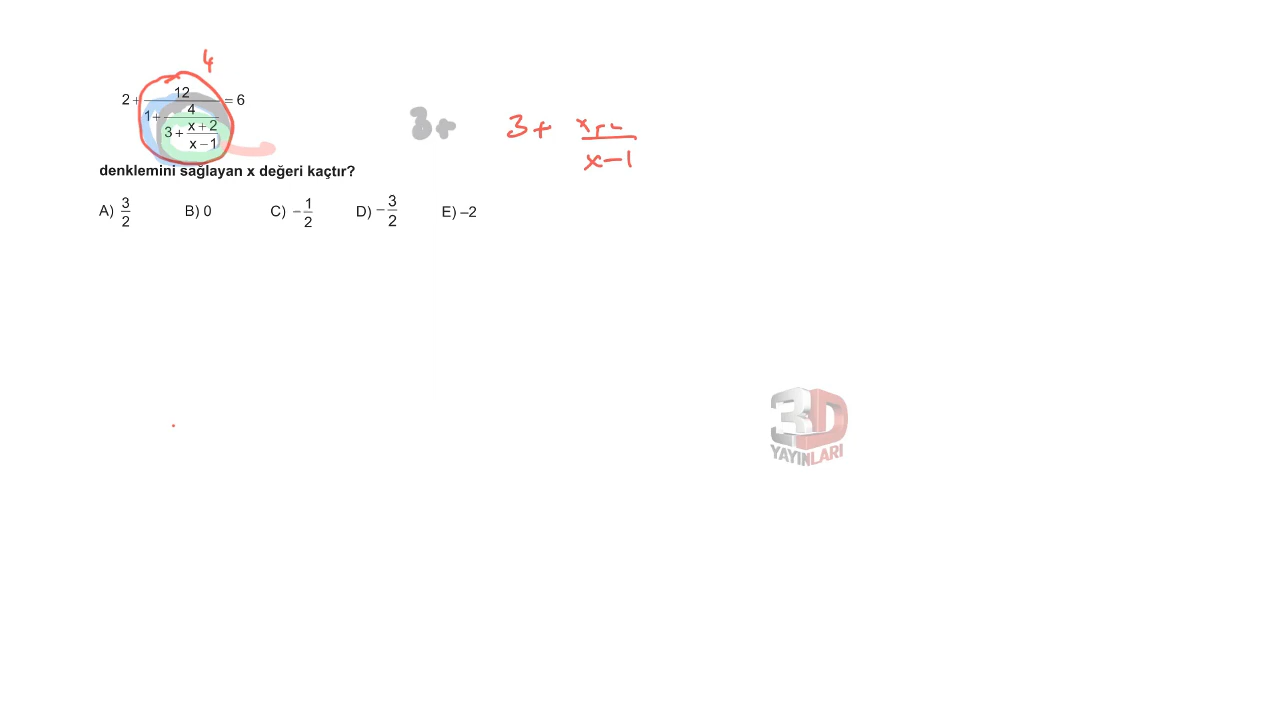 4
2 + 12 / (1 + 4 / (3 + (x + 2) / (x – 1))) = 6
3+
3 + x+2 / x – 1
denklemini sağlayan x değeri kaçtır?
A) 3/2 B) 0 C) – 1/2 D) – 3/2 E) –2
3D
YAYINLARI